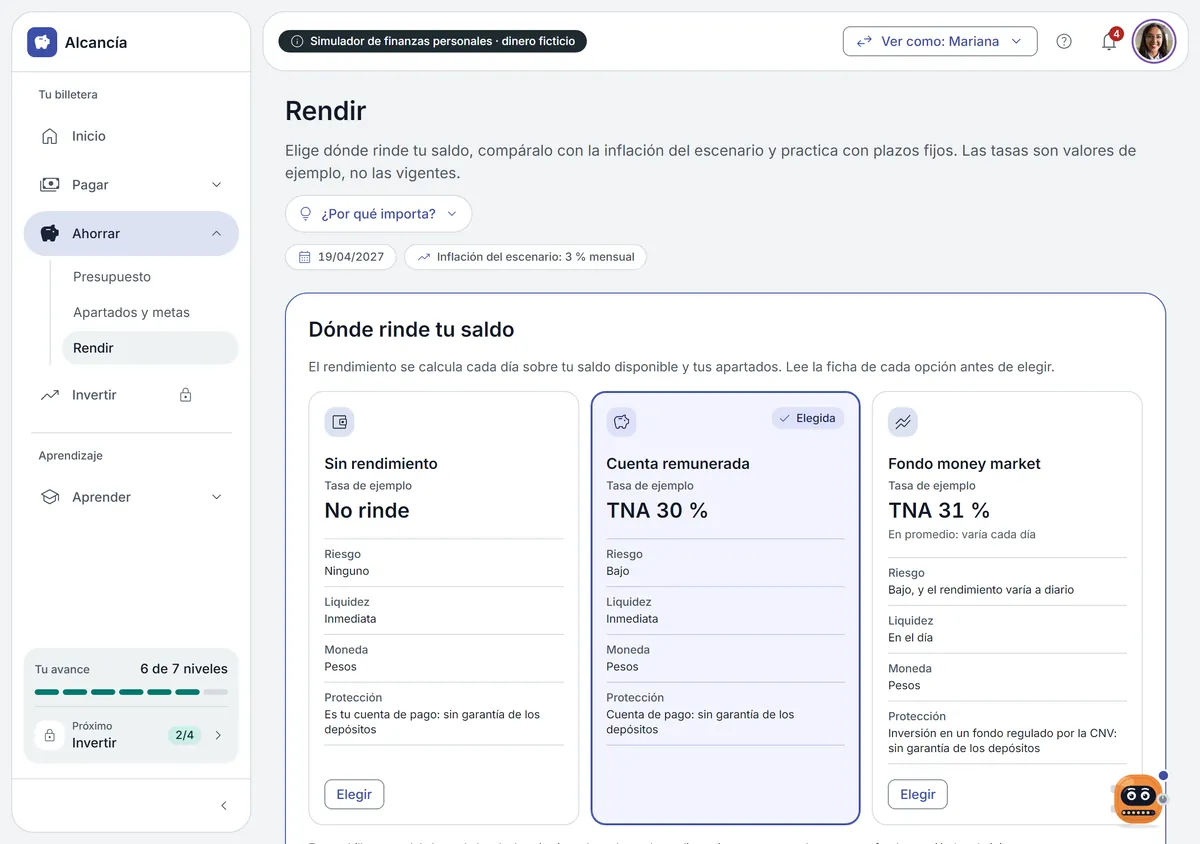 Alcancía
Simulador de finanzas personales · dinero ficticio
Ver como: Mariana
4
Tu billetera
Inicio
Pagar
Ahorrar
Presupuesto
Apartados y metas
Rendir
Invertir
Aprendizaje
Aprender
Tu avance
6 de 7 niveles
Próximo
Invertir
2/4
Rendir
Elige dónde rinde tu saldo, compáralo con la inflación del escenario y practica con plazos fijos. Las tasas son valores de
ejemplo, no las vigentes.
¿Por qué importa?
19/04/2027
Inflación del escenario: 3 % mensual
Dónde rinde tu saldo
El rendimiento se calcula cada día sobre tu saldo disponible y tus apartados. Lee la ficha de cada opción antes de elegir.
Sin rendimiento
Tasa de ejemplo
No rinde
Riesgo
Ninguno
Liquidez
Inmediata
Moneda
Pesos
Protección
Es tu cuenta de pago: sin garantía de los
depósitos
Elegir
Elegida
Cuenta remunerada
Tasa de ejemplo
TNA 30 %
Riesgo
Bajo
Liquidez
Inmediata
Moneda
Pesos
Protección
Cuenta de pago: sin garantía de los
depósitos
Fondo money market
Tasa de ejemplo
TNA 31 %
En promedio: varía cada día
Riesgo
Bajo, y el rendimiento varía a diario
Liquidez
En el día
Moneda
Pesos
Protección
Inversión en un fondo regulado por la CNV:
sin garantía de los depósitos
Elegir